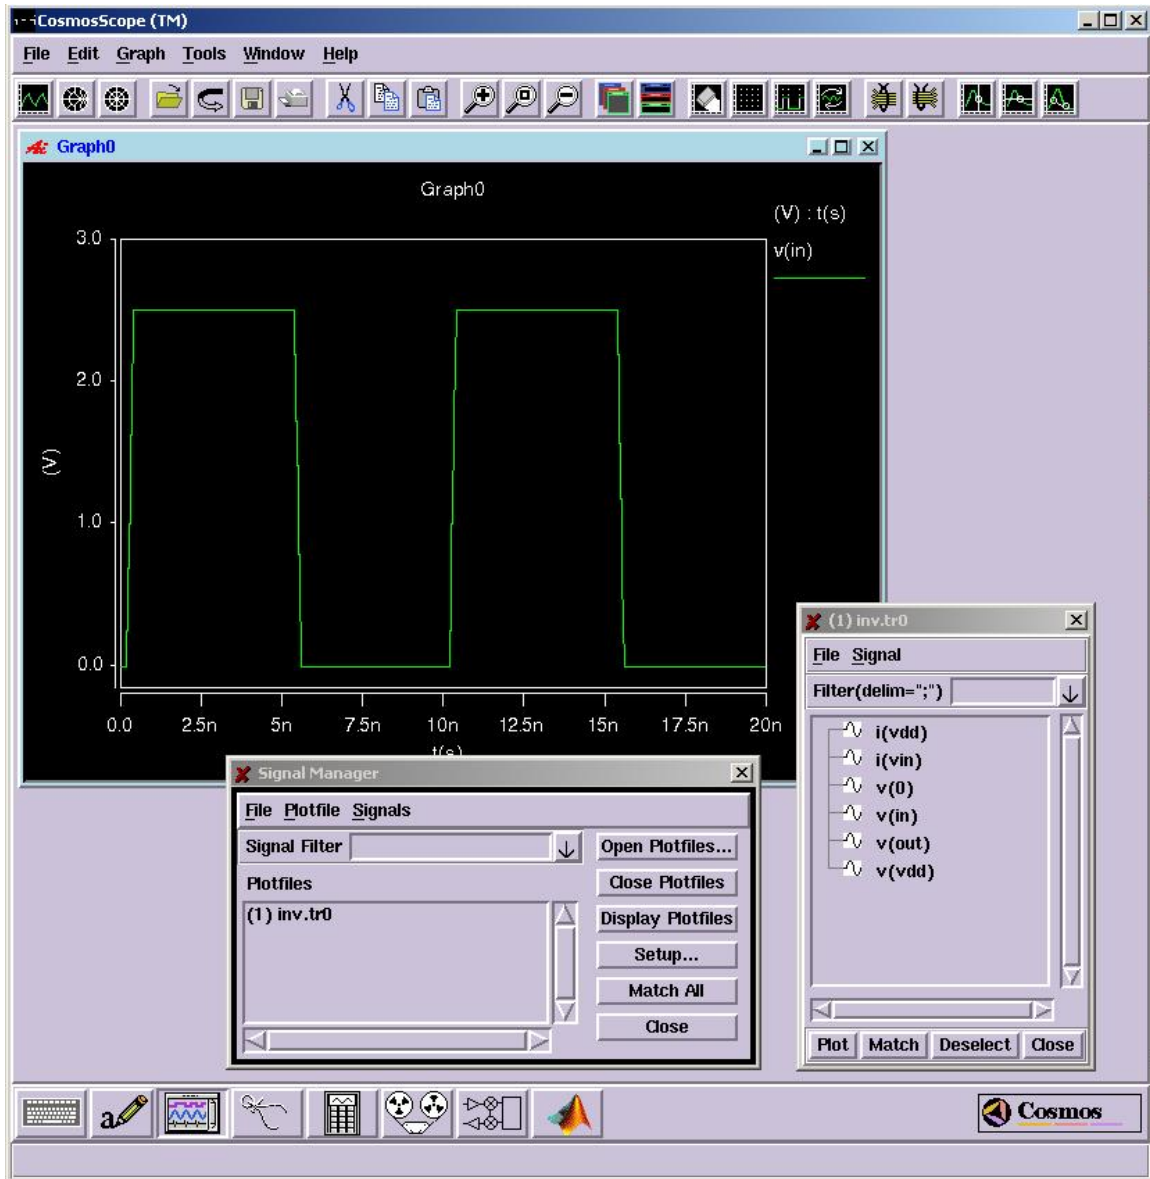 CosmosScope (TM)
File Edit Graph Tools Window Help
Graph0
Graph0
(V) : t(s)
v(in)
3.0
2.0
(V)
1.0
0.0
0.0 2.5n 5n 7.5n 10n 12.5n 15n 17.5n 20n
t(s)
(1) inv.tr0
File Signal
Filter(delim=";")
i(vdd)
i(vin)
v(0)
v(in)
v(out)
v(vdd)
Plot Match Deselect Close
Signal Manager
File Plotfile Signals
Signal Filter
Open Plotfiles...
Plotfiles
Close Plotfiles
(1) inv.tr0
Display Plotfiles
Setup...
Match All
Close
a
Cosmos